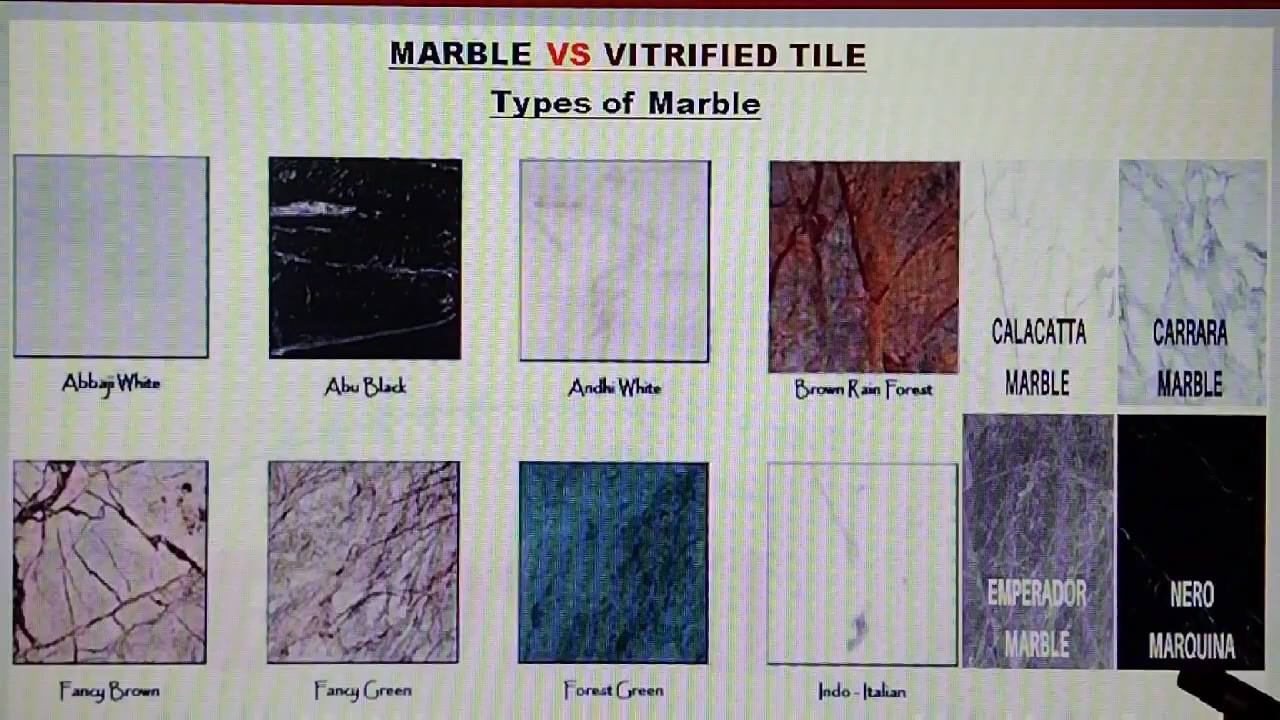 MARBLE VS VITRIFIED TILE
Types of Marble
Abbaji White
Abu Black
Andhi White
Brown Rain Forest
CALACATTA
MARBLE
CARRARA
MARBLE
Fancy Brown
Fancy Green
Forest Green
Indo - Italian
EMPERADOR
MARBLE
NERO
MARQUINA